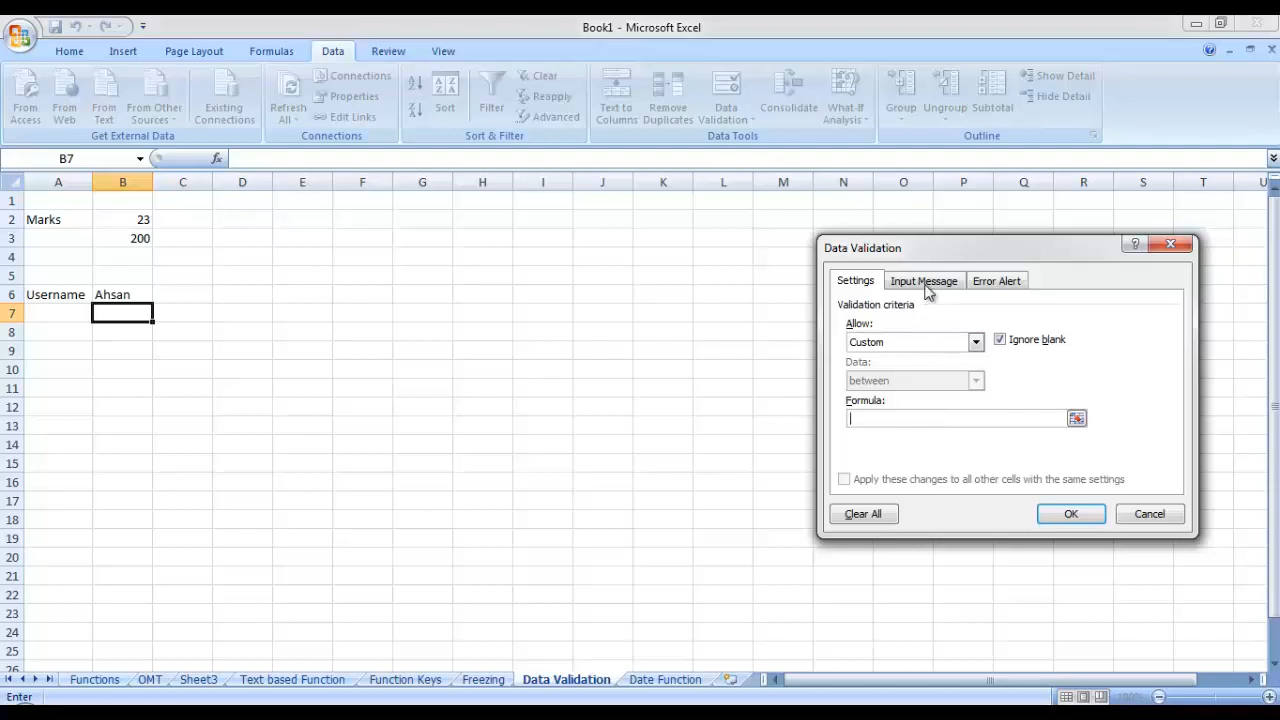 Book1 - Microsoft Excel
Home Insert Page Layout Formulas Data Review View
From Access
From Web
From Text
From Other Sources
Existing Connections
Get External Data
Refresh All
Connections
Properties
Edit Links
Connections
Sort
Filter
Clear
Reapply
Advanced
Sort & Filter
Text to Columns
Remove Duplicates
Data Validation
Consolidate
What-If Analysis
Data Tools
Group
Ungroup
Subtotal
Show Detail
Hide Detail
Outline
B7 fx
A B C D E F G H I J K L M N O P Q R S T U
1
2 Marks 23
3 200
4
5
6 Username Ahsan
7
8
9
10
11
12
13
14
15
16
17
18
19
20
21
22
23
24
25
26
Data Validation ?
Settings Input Message Error Alert
Validation criteria
Allow:
Custom Ignore blank
Data:
between
Formula:
Apply these changes to all other cells with the same settings
Clear All OK Cancel
Functions OMT Sheet3 Text based Function Function Keys Freezing Data Validation Date Function
Enter 100%